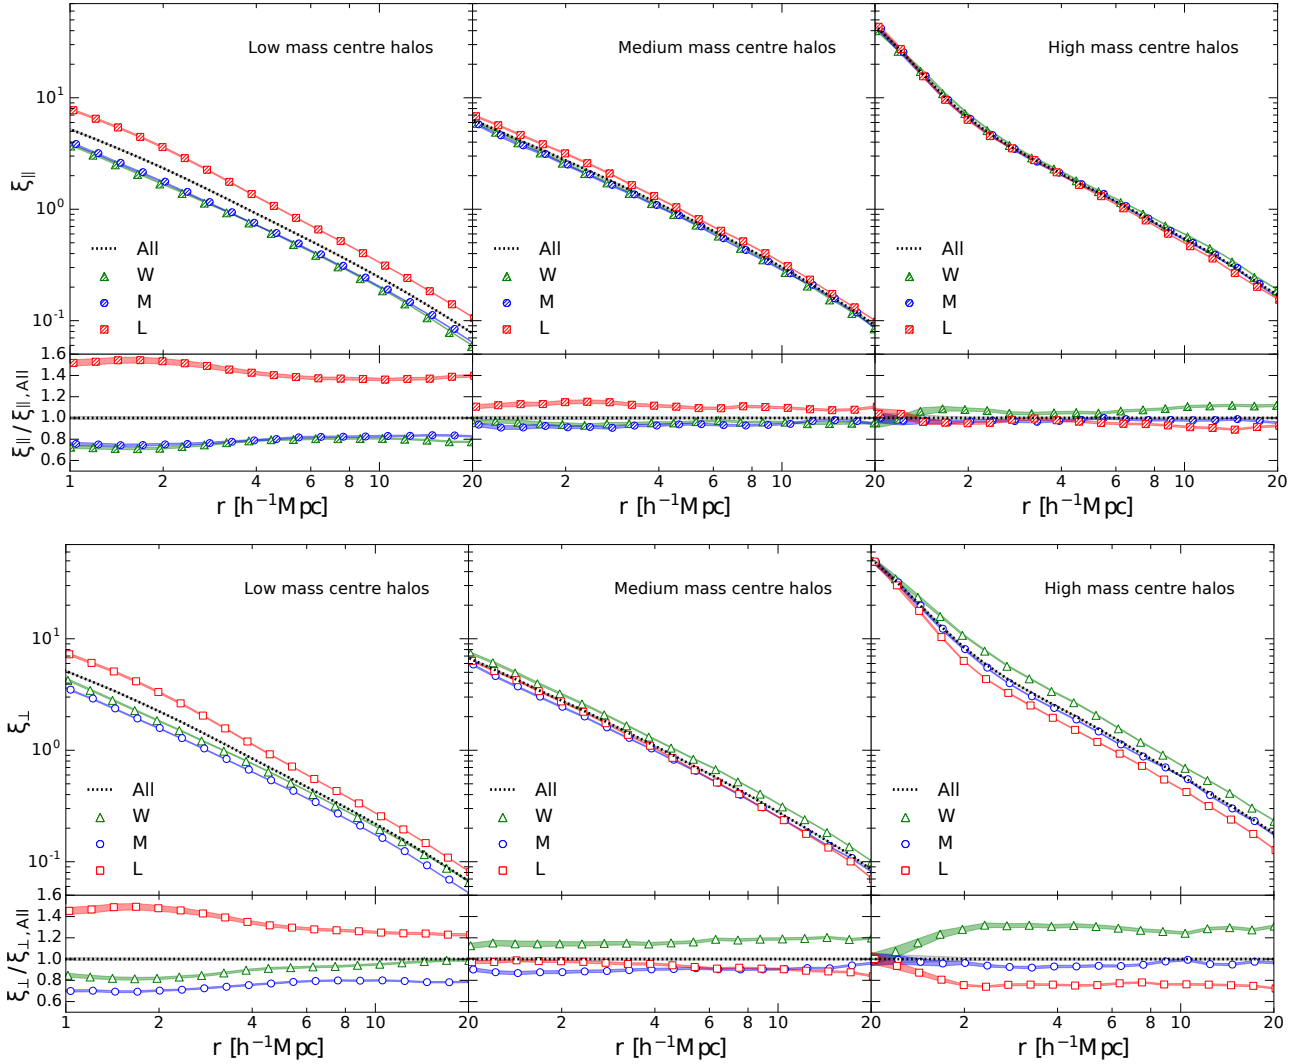 Low mass centre halos
Medium mass centre halos
High mass centre halos
10¹
10⁰
10⁻¹
ξ||
All
W
M
L
All
W
M
L
All
W
M
L
1.6
1.4
1.2
1.0
0.8
0.6
ξ|| / ξ||,All
1 2 4 6 8 10 20
2 4 6 8 10 20
2 4 6 8 10 20
r [h⁻¹Mpc]
r [h⁻¹Mpc]
r [h⁻¹Mpc]
Low mass centre halos
Medium mass centre halos
High mass centre halos
10¹
10⁰
10⁻¹
ξ⊥
All
W
M
L
All
W
M
L
All
W
M
L
1.6
1.4
1.2
1.0
0.8
0.6
ξ⊥ / ξ⊥,All
1 2 4 6 8 10 20
2 4 6 8 10 20
2 4 6 8 10 20
r [h⁻¹Mpc]
r [h⁻¹Mpc]
r [h⁻¹Mpc]